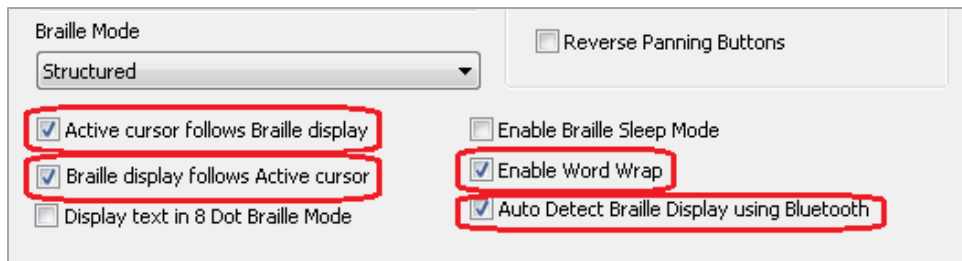 Braille Mode
Reverse Panning Buttons
Structured
Active cursor follows Braille display
Enable Braille Sleep Mode
Braille display follows Active cursor
Enable Word Wrap
Display text in 8 Dot Braille Mode
Auto Detect Braille Display using Bluetooth